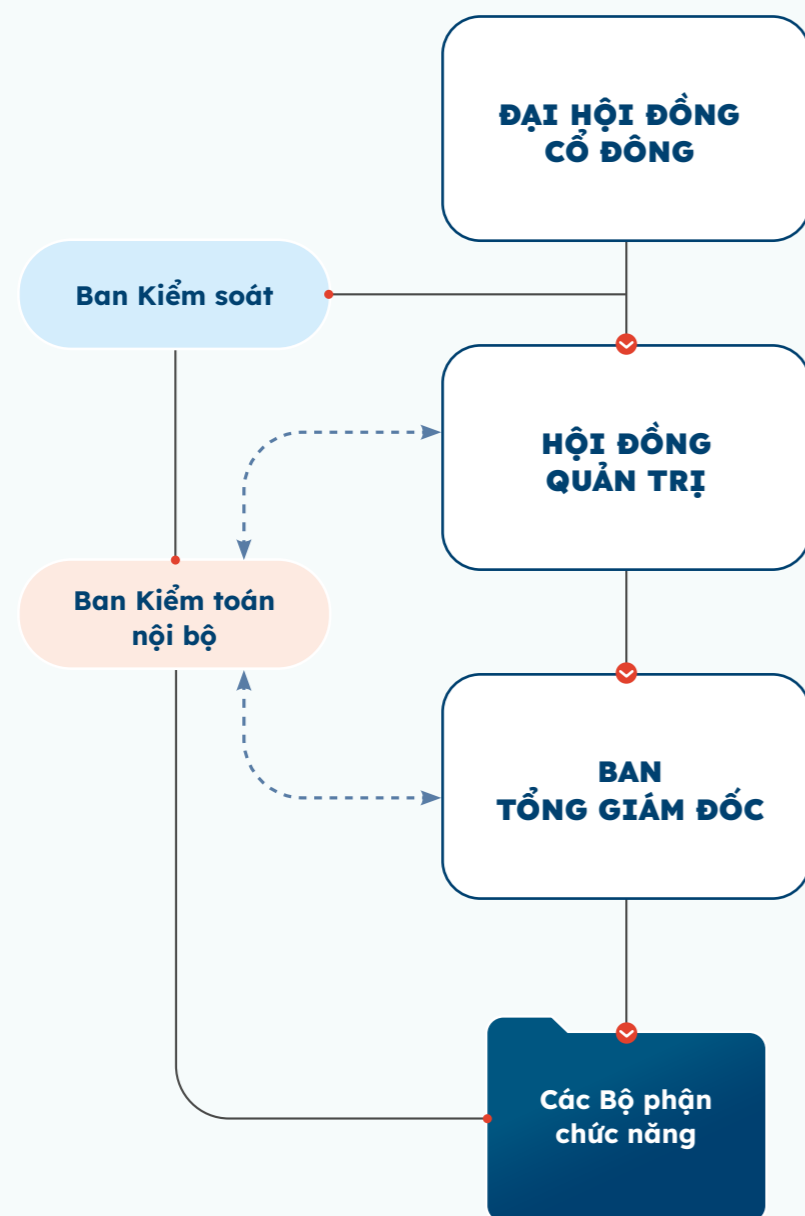 ĐẠI HỘI ĐỒNG
CỔ ĐÔNG
Ban Kiểm soát
HỘI ĐỒNG
QUẢN TRỊ
Ban Kiểm toán
nội bộ
BAN
TỔNG GIÁM ĐỐC
Các Bộ phận
chức năng